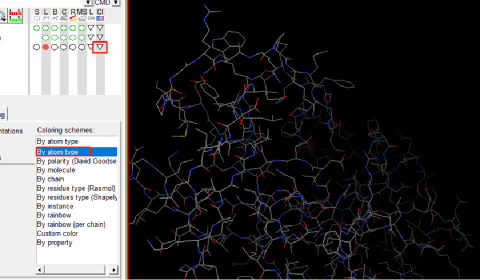 CMD
S L B C R MS L Cl
ng
ntations
s
Coloring schemes:
By atom type
By atom type
By polarity (David Goodse
By molecule
By chain
By residue type (Rasmol)
By residues type (Shapely
By instance
By rainbow
By rainbow (per chain)
Custom color
By property